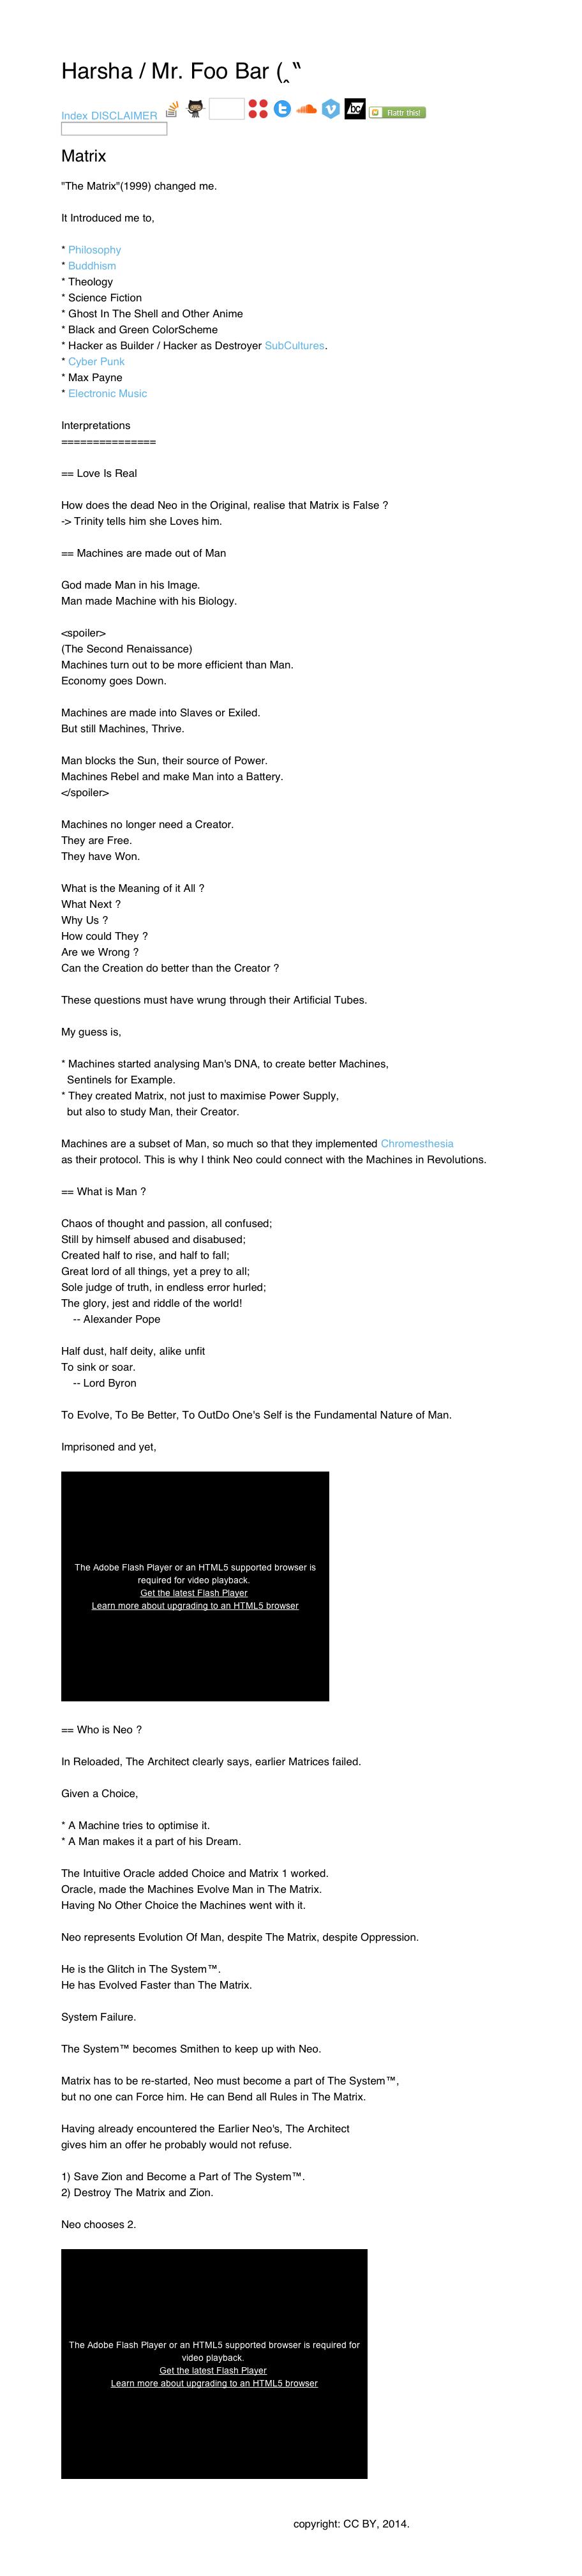 Harsha / Mr. Foo Bar (‸‶
Index DISCLAIMER
bc
Flattr this!
Matrix
"The Matrix"(1999) changed me.
It Introduced me to,
* Philosophy
* Buddhism
* Theology
* Science Fiction
* Ghost In The Shell and Other Anime
* Black and Green ColorScheme
* Hacker as Builder / Hacker as Destroyer SubCultures.
* Cyber Punk
* Max Payne
* Electronic Music
Interpretations
===============
== Love Is Real
How does the dead Neo in the Original, realise that Matrix is False ?
-> Trinity tells him she Loves him.
== Machines are made out of Man
God made Man in his Image.
Man made Machine with his Biology.
<spoiler>
(The Second Renaissance)
Machines turn out to be more efficient than Man.
Economy goes Down.
Machines are made into Slaves or Exiled.
But still Machines, Thrive.
Man blocks the Sun, their source of Power.
Machines Rebel and make Man into a Battery.
</spoiler>
Machines no longer need a Creator.
They are Free.
They have Won.
What is the Meaning of it All ?
What Next ?
Why Us ?
How could They ?
Are we Wrong ?
Can the Creation do better than the Creator ?
These questions must have wrung through their Artificial Tubes.
My guess is,
* Machines started analysing Man's DNA, to create better Machines,
Sentinels for Example.
* They created Matrix, not just to maximise Power Supply,
but also to study Man, their Creator.
Machines are a subset of Man, so much so that they implemented Chromesthesia
as their protocol. This is why I think Neo could connect with the Machines in Revolutions.
== What is Man ?
Chaos of thought and passion, all confused;
Still by himself abused and disabused;
Created half to rise, and half to fall;
Great lord of all things, yet a prey to all;
Sole judge of truth, in endless error hurled;
The glory, jest and riddle of the world!
-- Alexander Pope
Half dust, half deity, alike unfit
To sink or soar.
-- Lord Byron
To Evolve, To Be Better, To OutDo One's Self is the Fundamental Nature of Man.
Imprisoned and yet,
The Adobe Flash Player or an HTML5 supported browser is
required for video playback.
Get the latest Flash Player
Learn more about upgrading to an HTML5 browser
== Who is Neo ?
In Reloaded, The Architect clearly says, earlier Matrices failed.
Given a Choice,
* A Machine tries to optimise it.
* A Man makes it a part of his Dream.
The Intuitive Oracle added Choice and Matrix 1 worked.
Oracle, made the Machines Evolve Man in The Matrix.
Having No Other Choice the Machines went with it.
Neo represents Evolution Of Man, despite The Matrix, despite Oppression.
He is the Glitch in The System™.
He has Evolved Faster than The Matrix.
System Failure.
The System™ becomes Smithen to keep up with Neo.
Matrix has to be re-started, Neo must become a part of The System™,
but no one can Force him. He can Bend all Rules in The Matrix.
Having already encountered the Earlier Neo's, The Architect
gives him an offer he probably would not refuse.
1) Save Zion and Become a Part of The System™.
2) Destroy The Matrix and Zion.
Neo chooses 2.
The Adobe Flash Player or an HTML5 supported browser is required for
video playback.
Get the latest Flash Player
Learn more about upgrading to an HTML5 browser
copyright: CC BY, 2014.